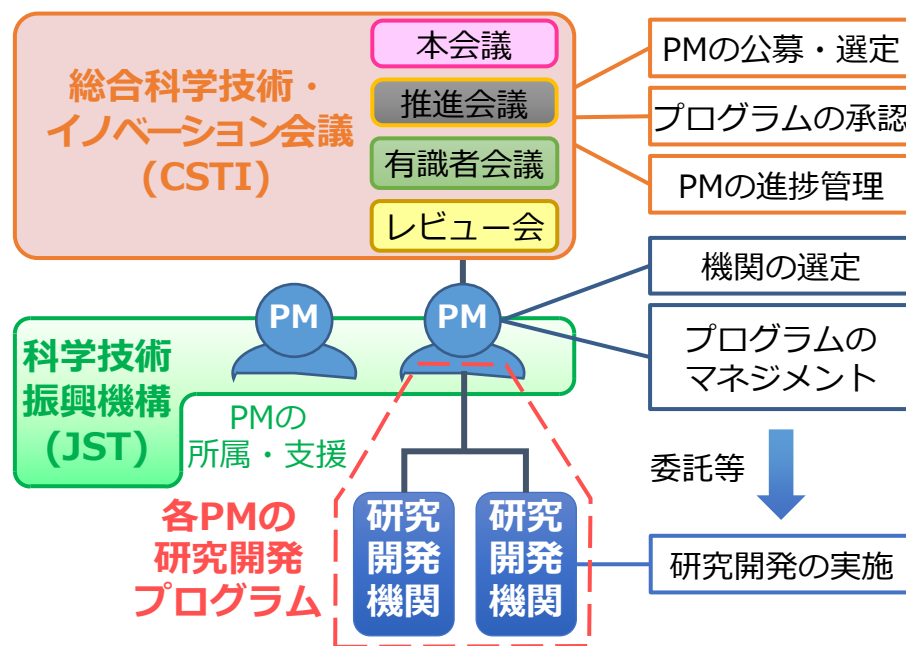 総合科学技術・
イノベーション会議
(CSTI)
本会議
推進会議
有識者会議
レビュー会
PMの公募・選定
プログラムの承認
PMの進捗管理
機関の選定
プログラムの
マネジメント
PM
PM
科学技術
振興機構
(JST)
PMの
所属・支援
委託等
各PMの
研究開発
プログラム
研究
開発
機関
研究
開発
機関
研究開発の実施